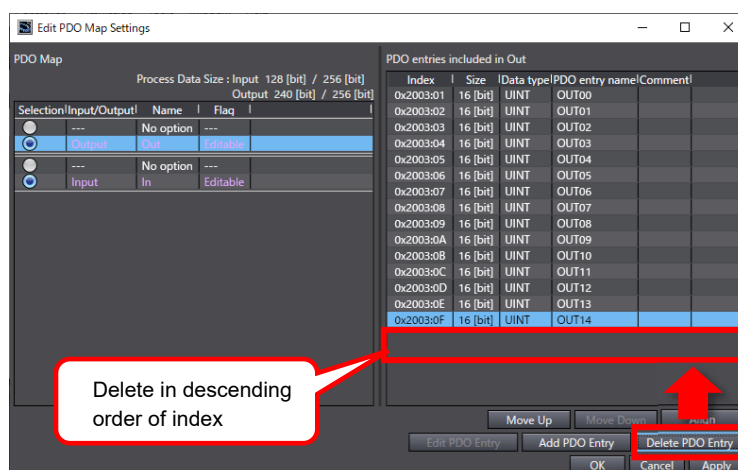 Edit PDO Map Settings
PDO Map
Process Data Size : Input 128 [bit] / 256 [bit]
Output 240 [bit] / 256 [bit]
Selection Input/Output Name Flag
--- No option ---
Output Out Editable
--- No option ---
Input In Editable
PDO entries included in Out
Index Size Data type PDO entry name Comment
0x2003:01 16 [bit] UINT OUT00
0x2003:02 16 [bit] UINT OUT01
0x2003:03 16 [bit] UINT OUT02
0x2003:04 16 [bit] UINT OUT03
0x2003:05 16 [bit] UINT OUT04
0x2003:06 16 [bit] UINT OUT05
0x2003:07 16 [bit] UINT OUT06
0x2003:08 16 [bit] UINT OUT07
0x2003:09 16 [bit] UINT OUT08
0x2003:0A 16 [bit] UINT OUT09
0x2003:0B 16 [bit] UINT OUT10
0x2003:0C 16 [bit] UINT OUT11
0x2003:0D 16 [bit] UINT OUT12
0x2003:0E 16 [bit] UINT OUT13
0x2003:0F 16 [bit] UINT OUT14
Delete in descending
order of index
Move Up Move Down Align
Edit PDO Entry Add PDO Entry Delete PDO Entry
OK Cancel Apply